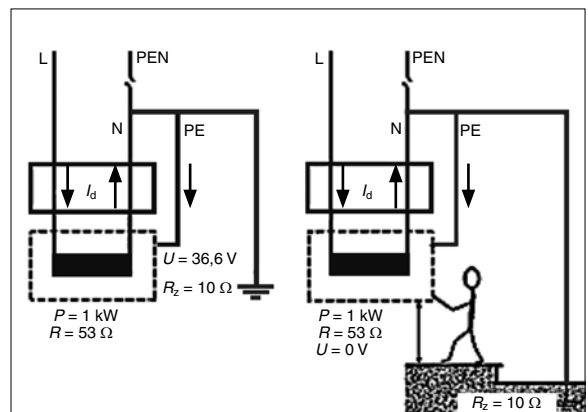 L
PEN
N
PE
I_d
U = 36,6 V
R_z = 10 Ω
P = 1 kW
R = 53 Ω
L
PEN
N
PE
I_d
P = 1 kW
R = 53 Ω
U = 0 V
R_z = 10 Ω